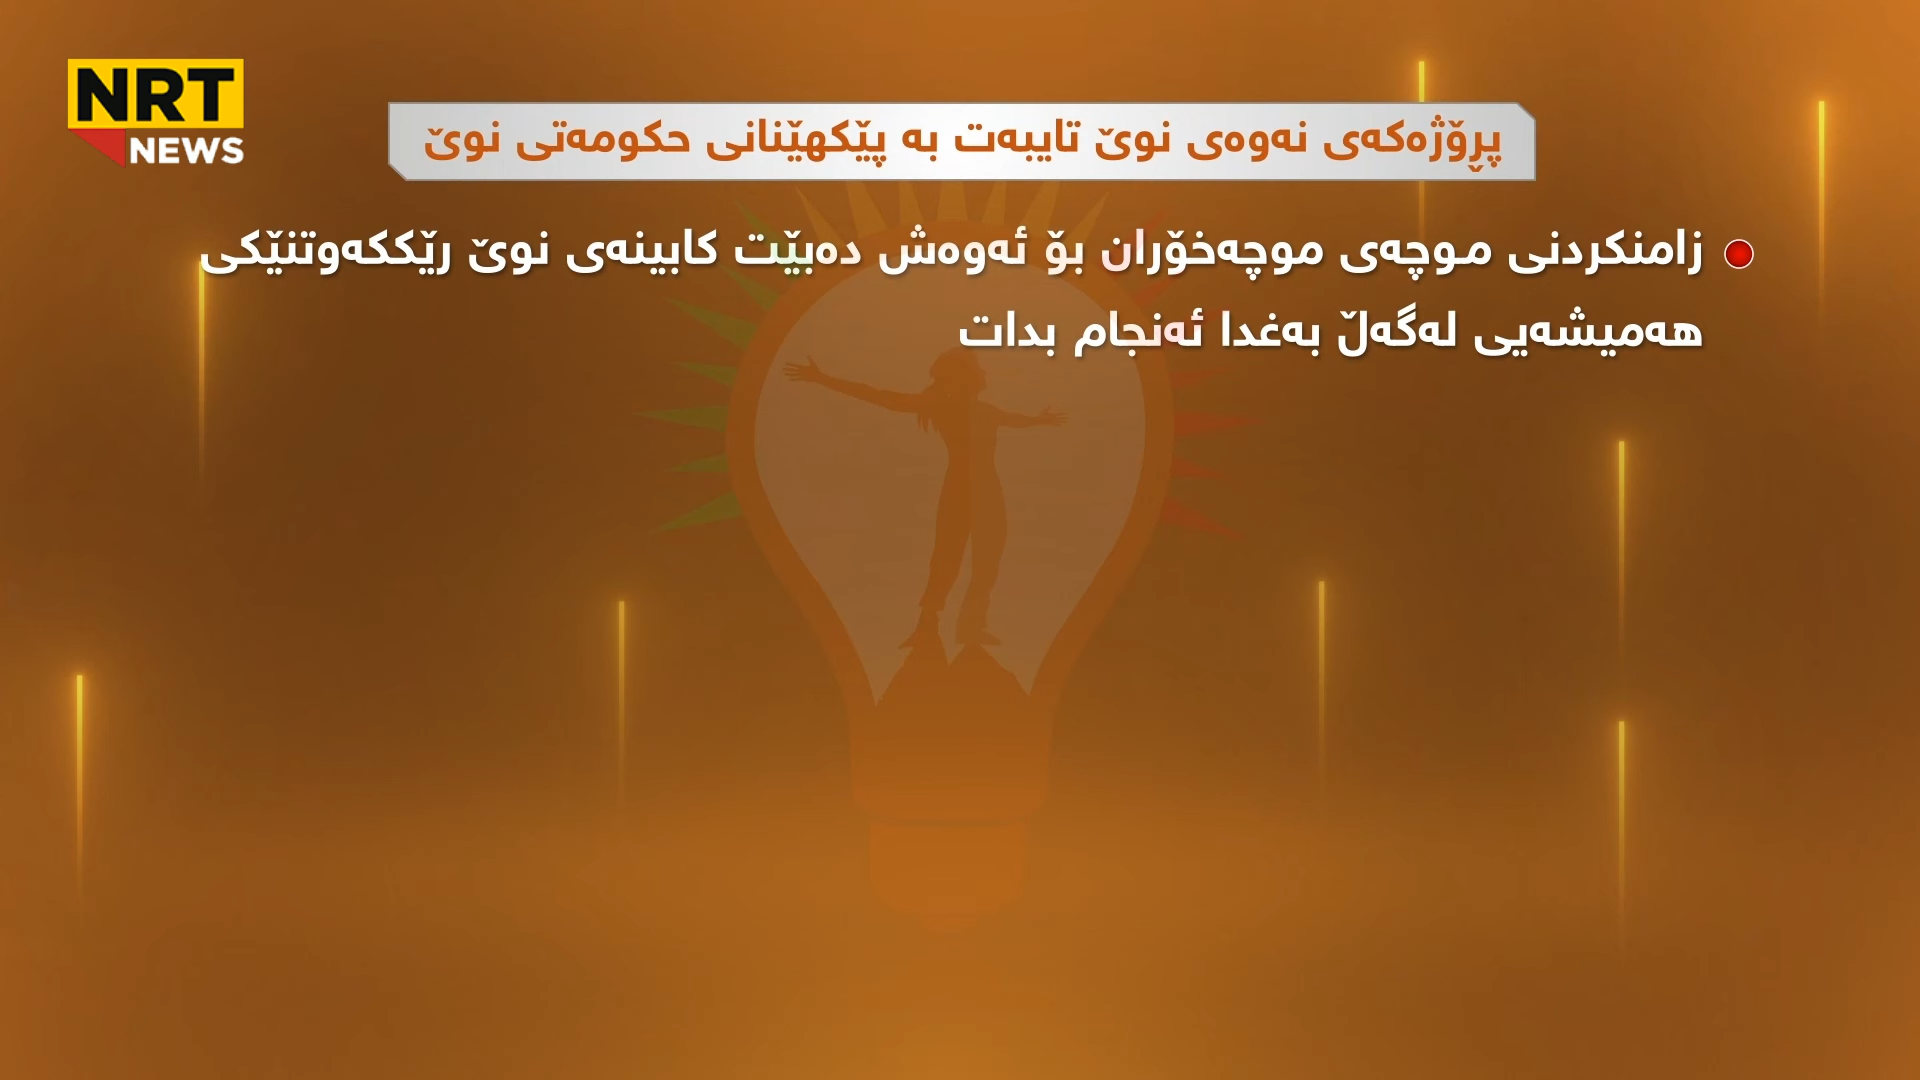 NRT
NEWS
پڕۆژەکەی نەوەی نوێ تایبەت بە پێکهێنانی حکومەتی نوێ
زامنکردنی موچەی موچەخۆران بۆ ئەوەش دەبێت کابینەی نوێ رێککەوتنێکی
هەمیشەیی لەگەڵ بەغدا ئەنجام بدات